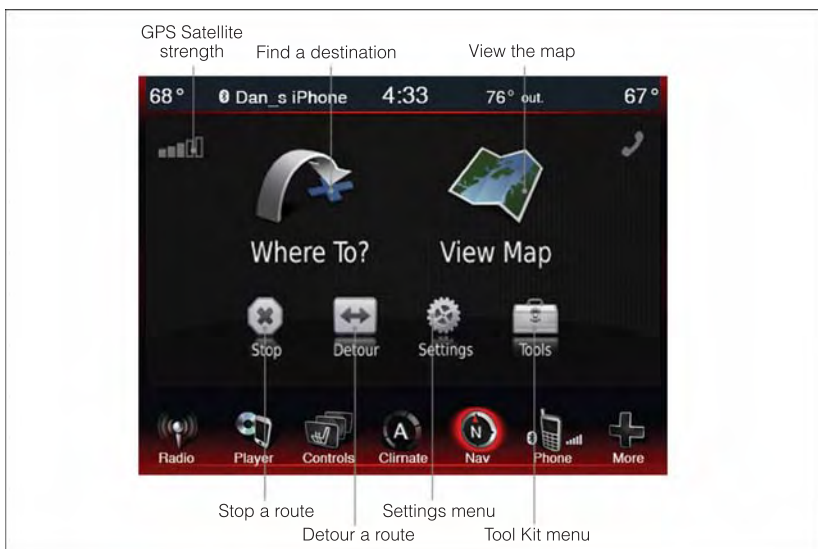 GPS Satellite
strength
Find a destination
View the map
68° Dan_s iPhone 4:33 76° out. 67°
Where To? View Map
Stop Detour Settings Tools
A N
Radio Player Controls Climate Nav Phone More
Stop a route Settings menu
Detour a route Tool Kit menu